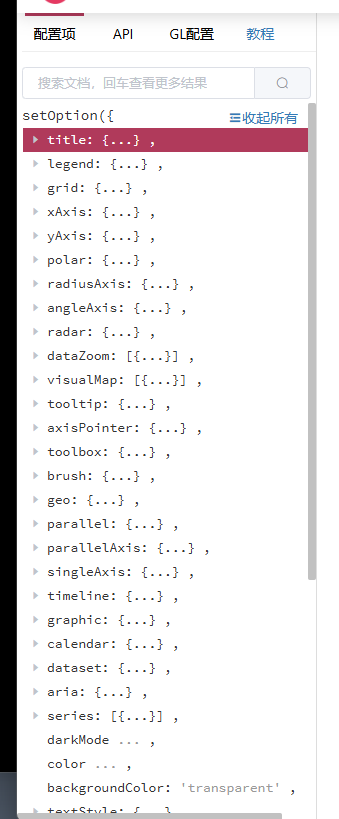 配置项 API GL配置 教程
搜索文档，回车查看更多结果
setOption({ 收起所有
title: {...} ,
legend: {...} ,
grid: {...} ,
xAxis: {...} ,
yAxis: {...} ,
polar: {...} ,
radiusAxis: {...} ,
angleAxis: {...} ,
radar: {...} ,
dataZoom: [{...}] ,
visualMap: [{...}] ,
tooltip: {...} ,
axisPointer: {...} ,
toolbox: {...} ,
brush: {...} ,
geo: {...} ,
parallel: {...} ,
parallelAxis: {...} ,
singleAxis: {...} ,
timeline: {...} ,
graphic: {...} ,
calendar: {...} ,
dataset: {...} ,
aria: {...} ,
series: [{...}] ,
darkMode ... ,
color ... ,
backgroundColor: 'transparent' ,
textStyle: {...}